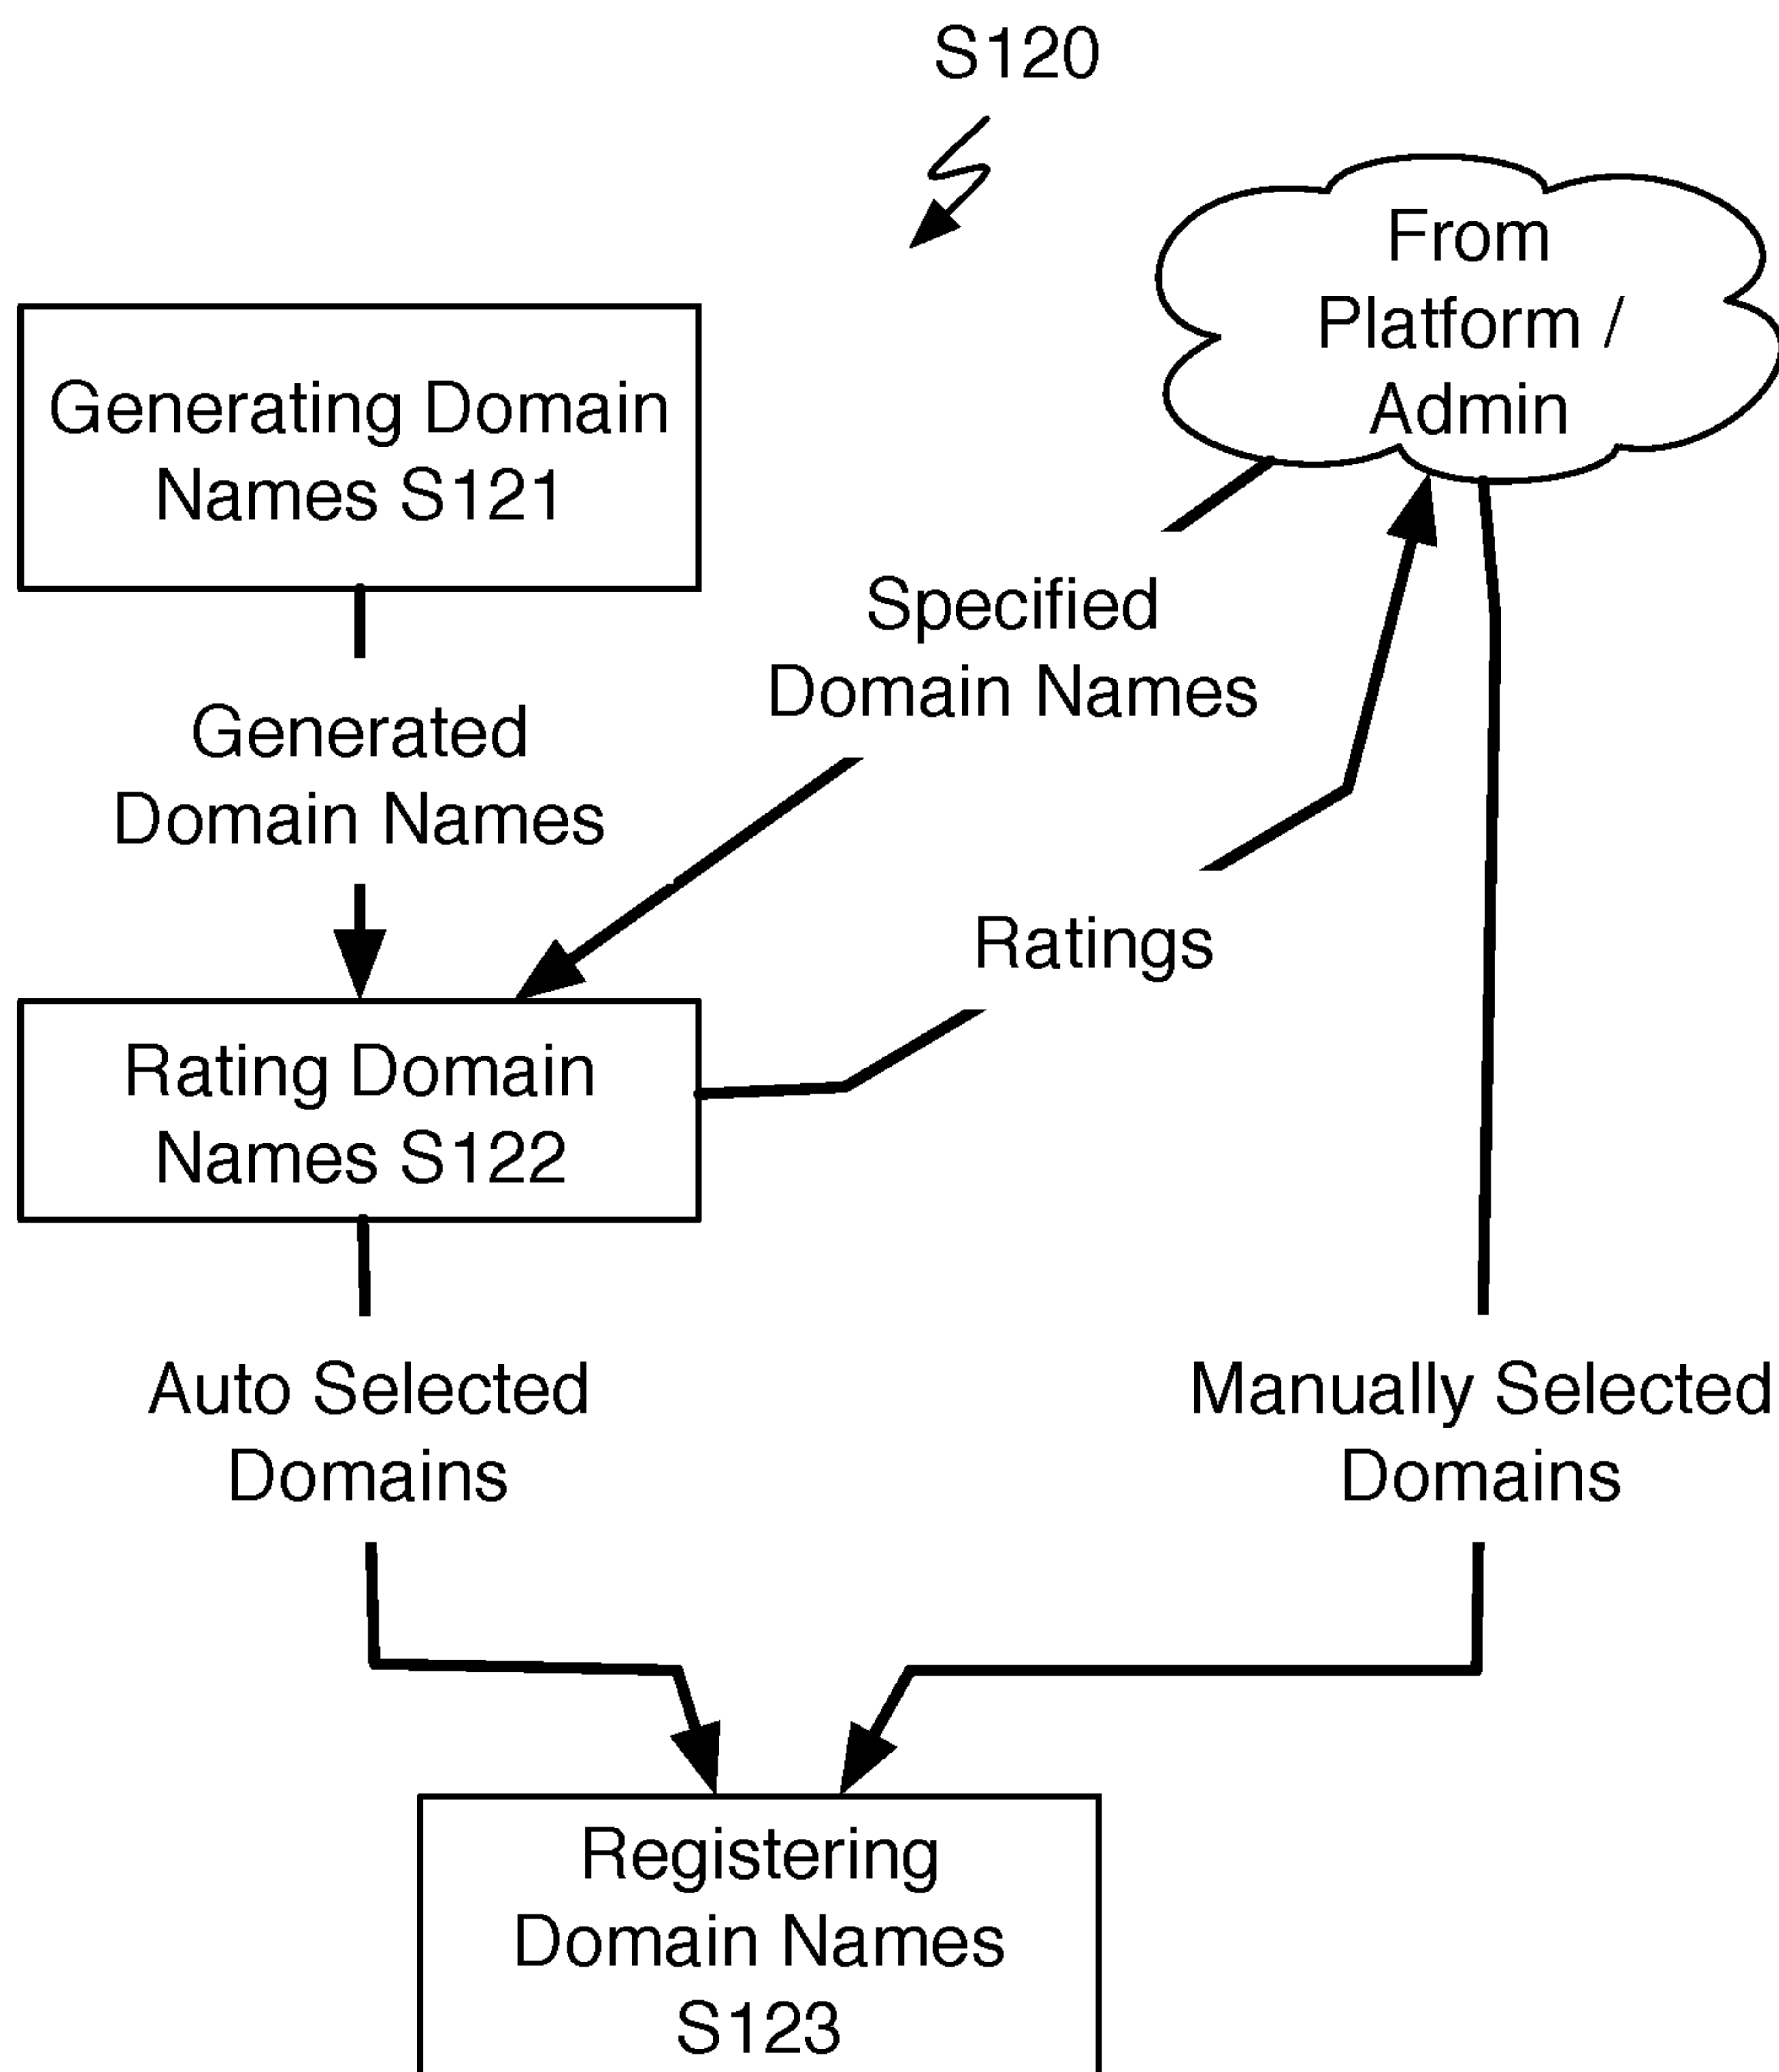 S120
From
Platform /
Admin
Generating Domain
Names S121
Specified
Domain Names
Generated
Domain Names
Ratings
Rating Domain
Names S122
Auto Selected
Domains
Manually Selected
Domains
Registering
Domain Names
S123